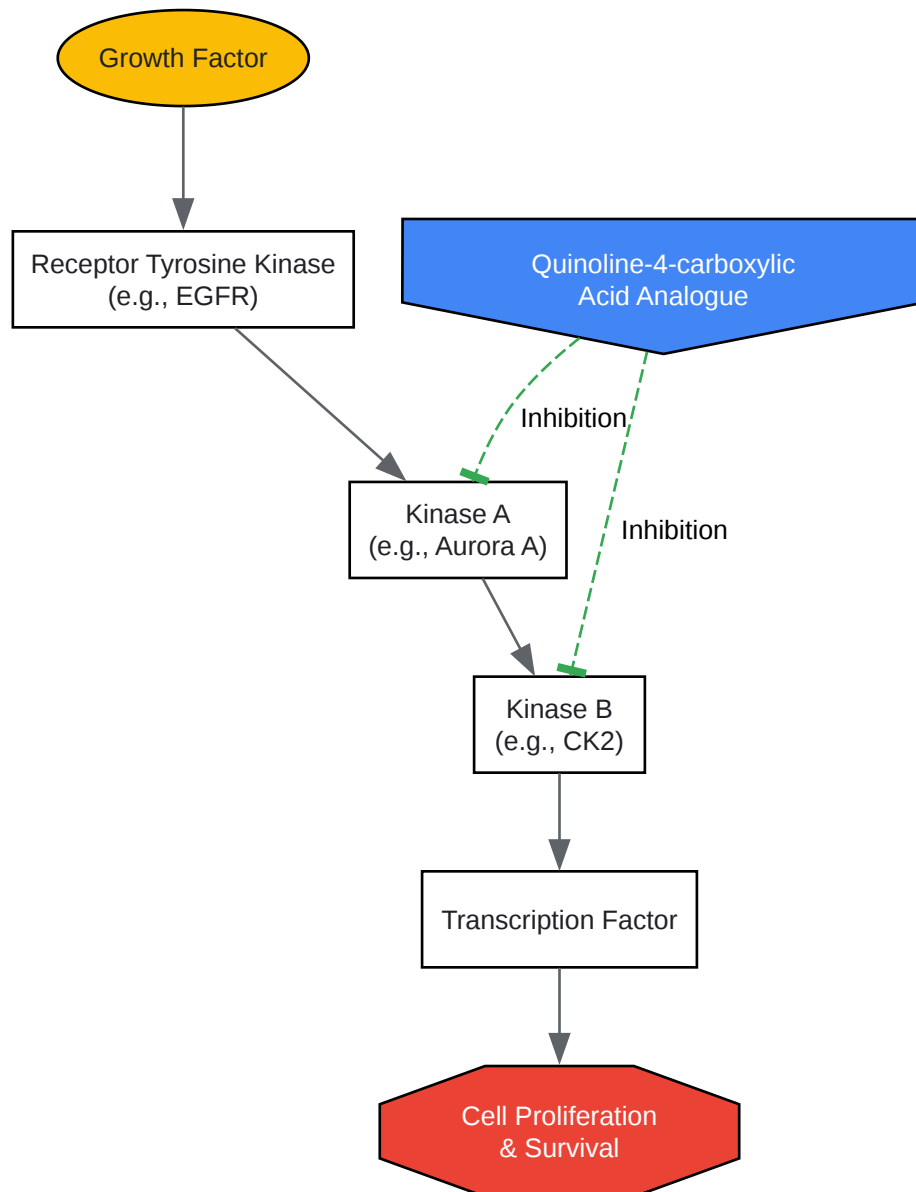 Growth Factor
Receptor Tyrosine Kinase
(e.g., EGFR)
Quinoline-4-carboxylic
Acid Analogue
Inhibition
Kinase A
(e.g., Aurora A)
Inhibition
Kinase B
(e.g., CK2)
Transcription Factor
Cell Proliferation
& Survival